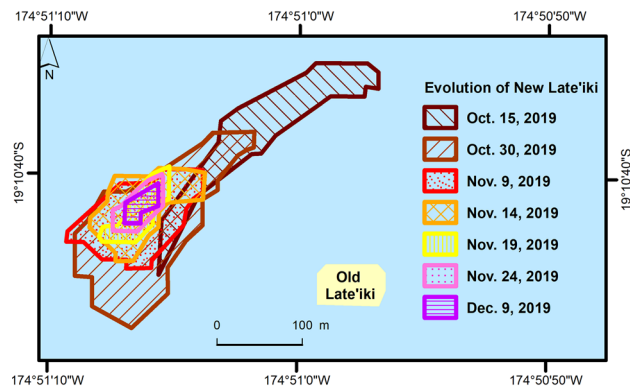 174°51'10"W 174°51'0"W 174°50'50"W
N
19°10'40"S
19°10'40"S
Evolution of New Late'iki
Oct. 15, 2019
Oct. 30, 2019
Nov. 9, 2019
Nov. 14, 2019
Nov. 19, 2019
Nov. 24, 2019
Dec. 9, 2019
Old
Late'iki
0 100 m
174°51'10"W 174°51'0"W 174°50'50"W